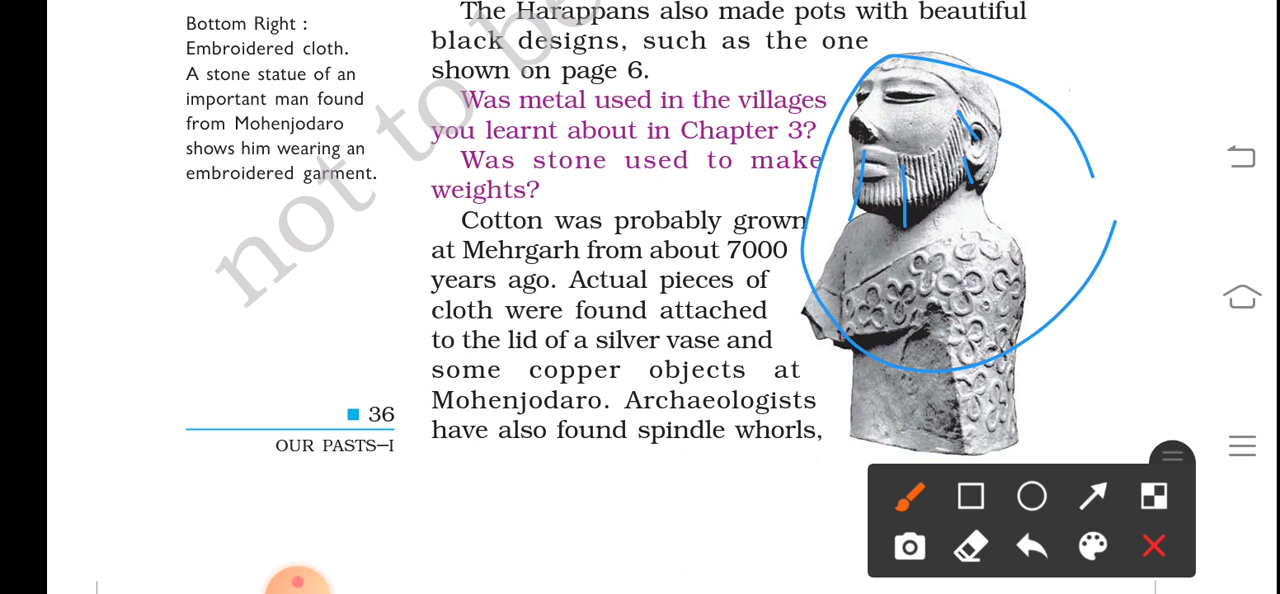 Bottom Right :
Embroidered cloth.
A stone statue of an
important man found
from Mohenjodaro
shows him wearing an
embroidered garment.
36
OUR PASTS—I
The Harappans also made pots with beautiful
black designs, such as the one
shown on page 6.
Was metal used in the villages
you learnt about in Chapter 3?
Was stone used to make
weights?
Cotton was probably grown
at Mehrgarh from about 7000
years ago. Actual pieces of
cloth were found attached
to the lid of a silver vase and
some copper objects at
Mohenjodaro. Archaeologists
have also found spindle whorls,
not to be